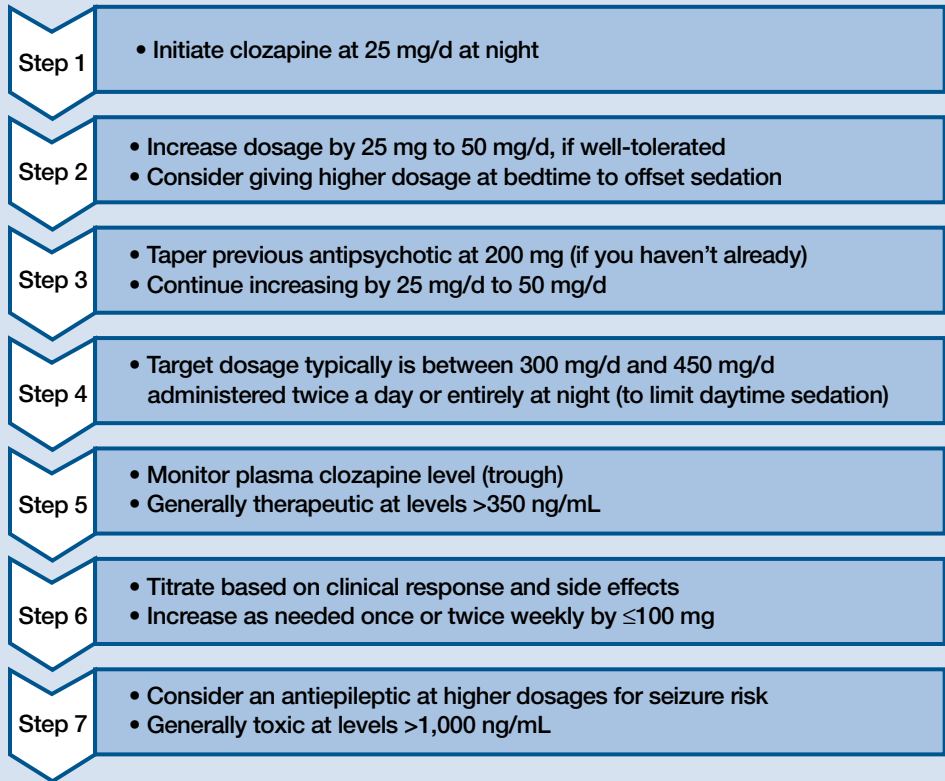 Step 1
• Initiate clozapine at 25 mg/d at night
Step 2
• Increase dosage by 25 mg to 50 mg/d, if well-tolerated
• Consider giving higher dosage at bedtime to offset sedation
Step 3
• Taper previous antipsychotic at 200 mg (if you haven’t already)
• Continue increasing by 25 mg/d to 50 mg/d
Step 4
• Target dosage typically is between 300 mg/d and 450 mg/d
administered twice a day or entirely at night (to limit daytime sedation)
Step 5
• Monitor plasma clozapine level (trough)
• Generally therapeutic at levels >350 ng/mL
Step 6
• Titrate based on clinical response and side effects
• Increase as needed once or twice weekly by ≤100 mg
Step 7
• Consider an antiepileptic at higher dosages for seizure risk
• Generally toxic at levels >1,000 ng/mL